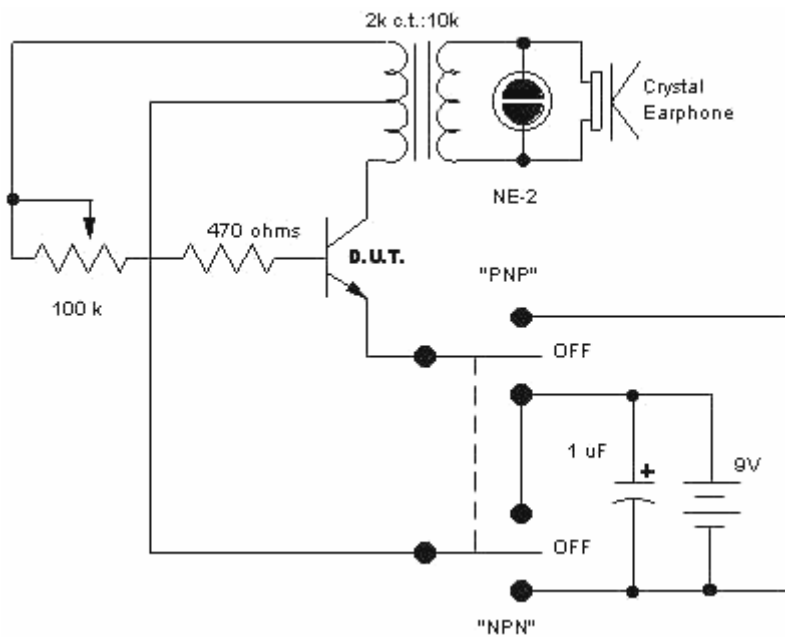 2k c.t.:10k
Crystal
Earphone
NE-2
470 ohms
D.U.T.
100 k
"PNP"
OFF
1 uF
+
9V
OFF
"NPN"